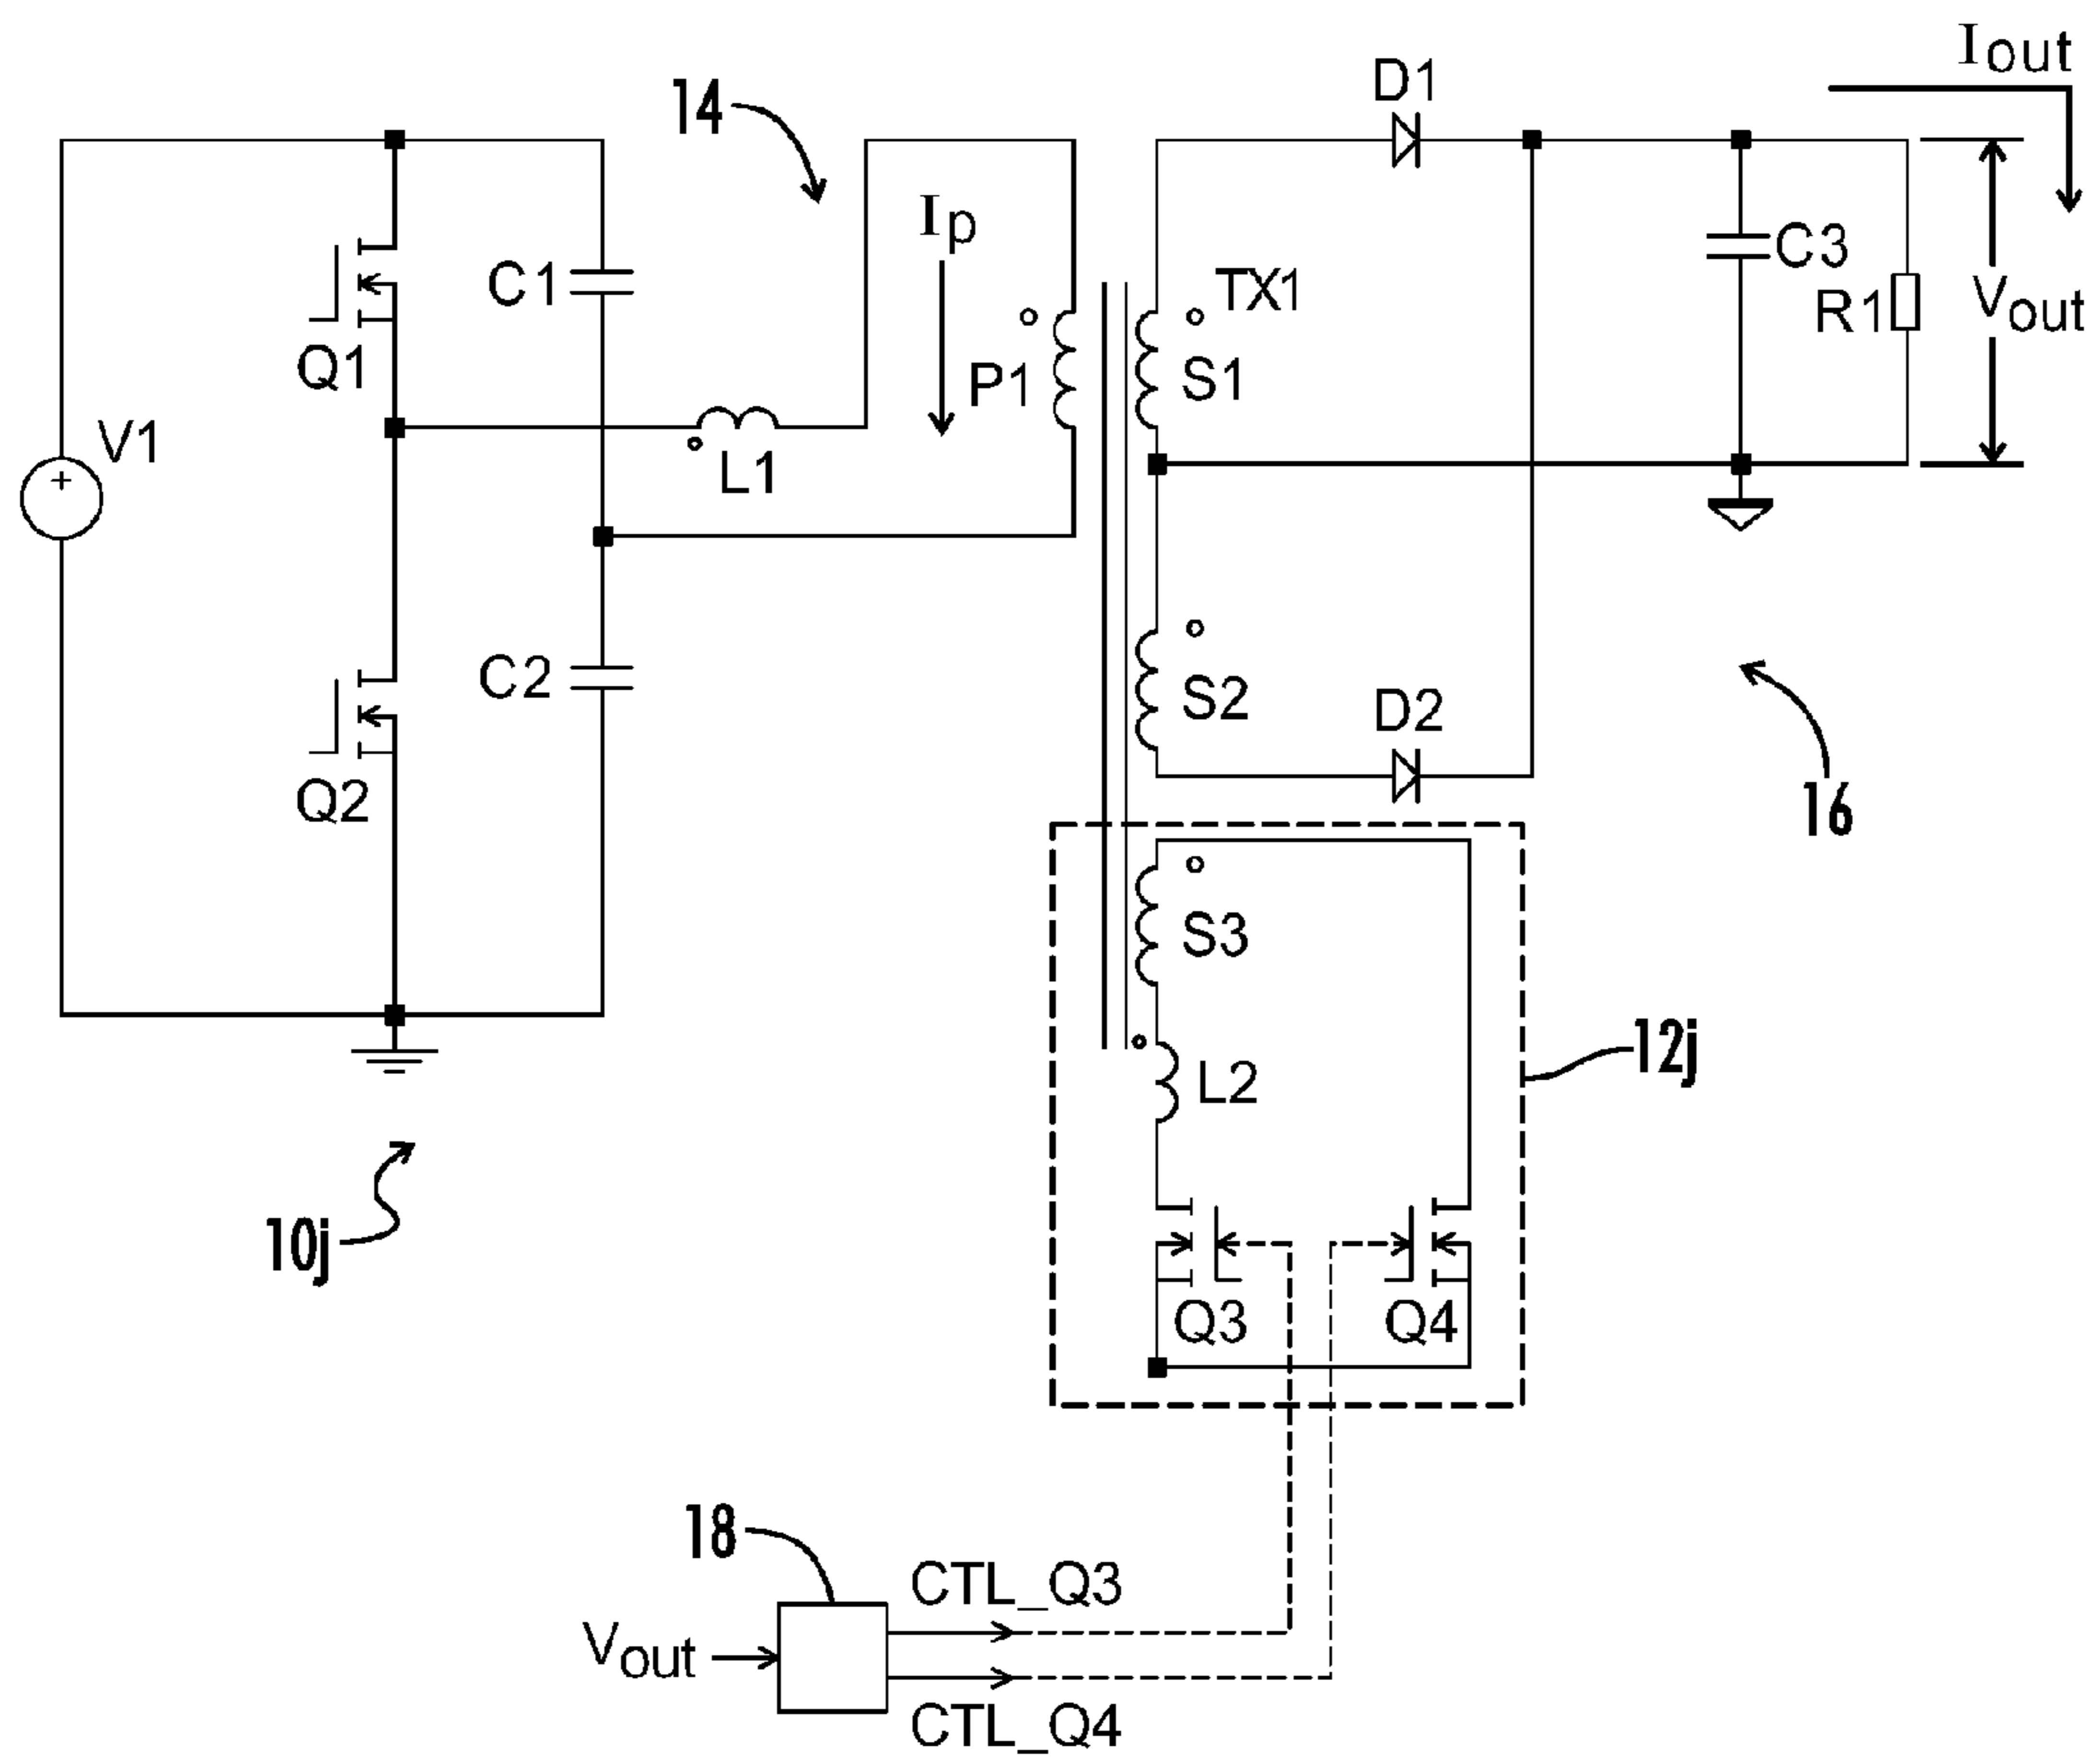 Iout
D1
14
Ip
C1
TX1
C3
R1
Vout
Q1
P1
S1
V1
L1
C2
S2
D2
Q2
16
S3
12j
L2
10j
Q3
Q4
18
CTL_Q3
Vout
CTL_Q4